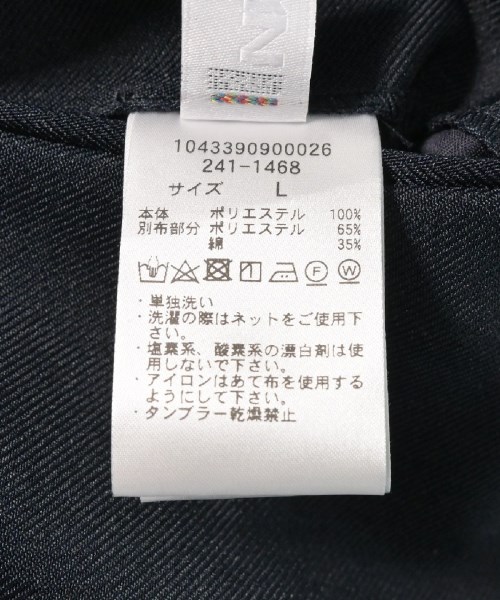 N
1043390900026
241-1468
サイズ L
本体 ポリエステル 100%
別布部分 ポリエステル 65%
綿 35%
F W
・単独洗い
・洗濯の際はネットをご使用下
さい。
・塩素系、酸素系の漂白剤は使
用しないで下さい。
・アイロンはあて布を使用する
ようにして下さい。
・タンブラー乾燥禁止